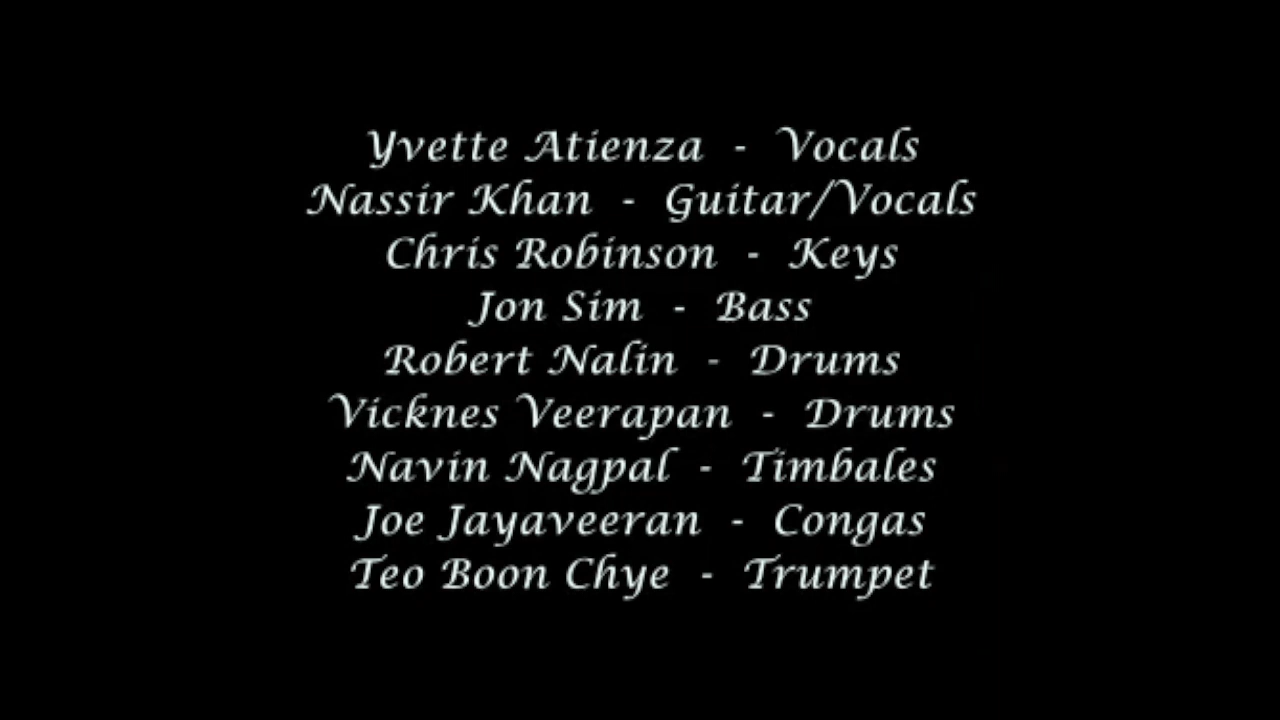 Yvette Atienza - Vocals
Nassir Khan - Guitar/Vocals
Chris Robinson - Keys
Jon Sim - Bass
Robert Nalin - Drums
Vicknes Veerapan - Drums
Navin Nagpal - Timbales
Joe Jayaveeran - Congas
Teo Boon Chye - Trumpet